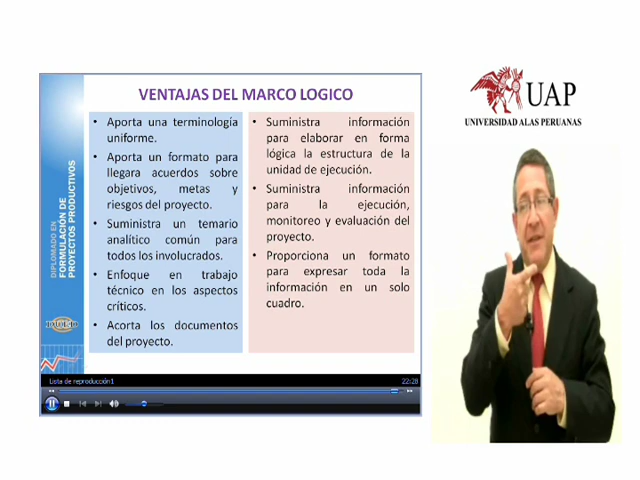 VENTAJAS DEL MARCO LOGICO
• Aporta una terminología
uniforme.
• Aporta un formato para
llegara acuerdos sobre
objetivos, metas y
riesgos del proyecto.
• Suministra un temario
analítico común para
todos los involucrados.
• Enfoque en trabajo
técnico en los aspectos
críticos.
• Acorta los documentos
del proyecto.
• Suministra información
para elaborar en forma
lógica la estructura de la
unidad de ejecución.
• Suministra información
para la ejecución,
monitoreo y evaluación del
proyecto.
• Proporciona un formato
para expresar toda la
información en un solo
cuadro.
DIPLOMADO EN
FORMULACIÓN DE
PROYECTOS PRODUCTIVOS
Lista de reproducción1
22:28
UAP
UNIVERSIDAD ALAS PERUANAS